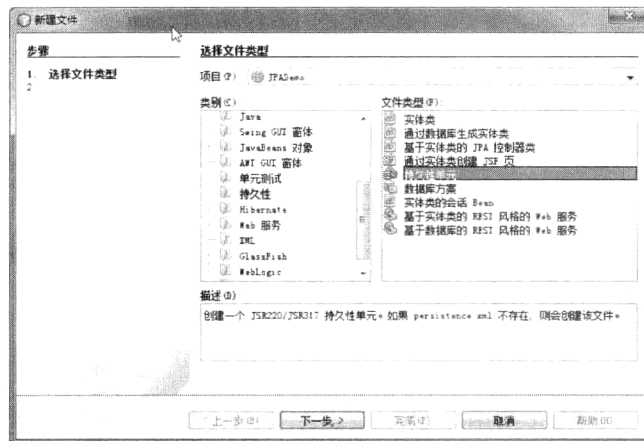 新建文件
步骤
1. 选择文件类型
2
选择文件类型
项目(P) JPADemo
类别(C)
Java
Swing GUI 窗体
JavaBeans 对象
AWT GUI 窗体
单元测试
持久性
Hibernate
Web 服务
XML
GlassFish
WebLogic
文件类型(F):
实体类
通过数据库生成实体类
基于实体类的 JPA 控制器类
通过实体类创建 JSF 页
持久性单元
数据库方案
实体类的会话 Bean
基于实体类的 REST 风格的 Web 服务
基于数据库的 REST 风格的 Web 服务
描述(D)
创建一个 JSR220/JSR317 持久性单元。如果 persistence xml 不存在, 则会创建该文件。
< 上一步(B)
下一步 >
完成(F)
取消
帮助(H)